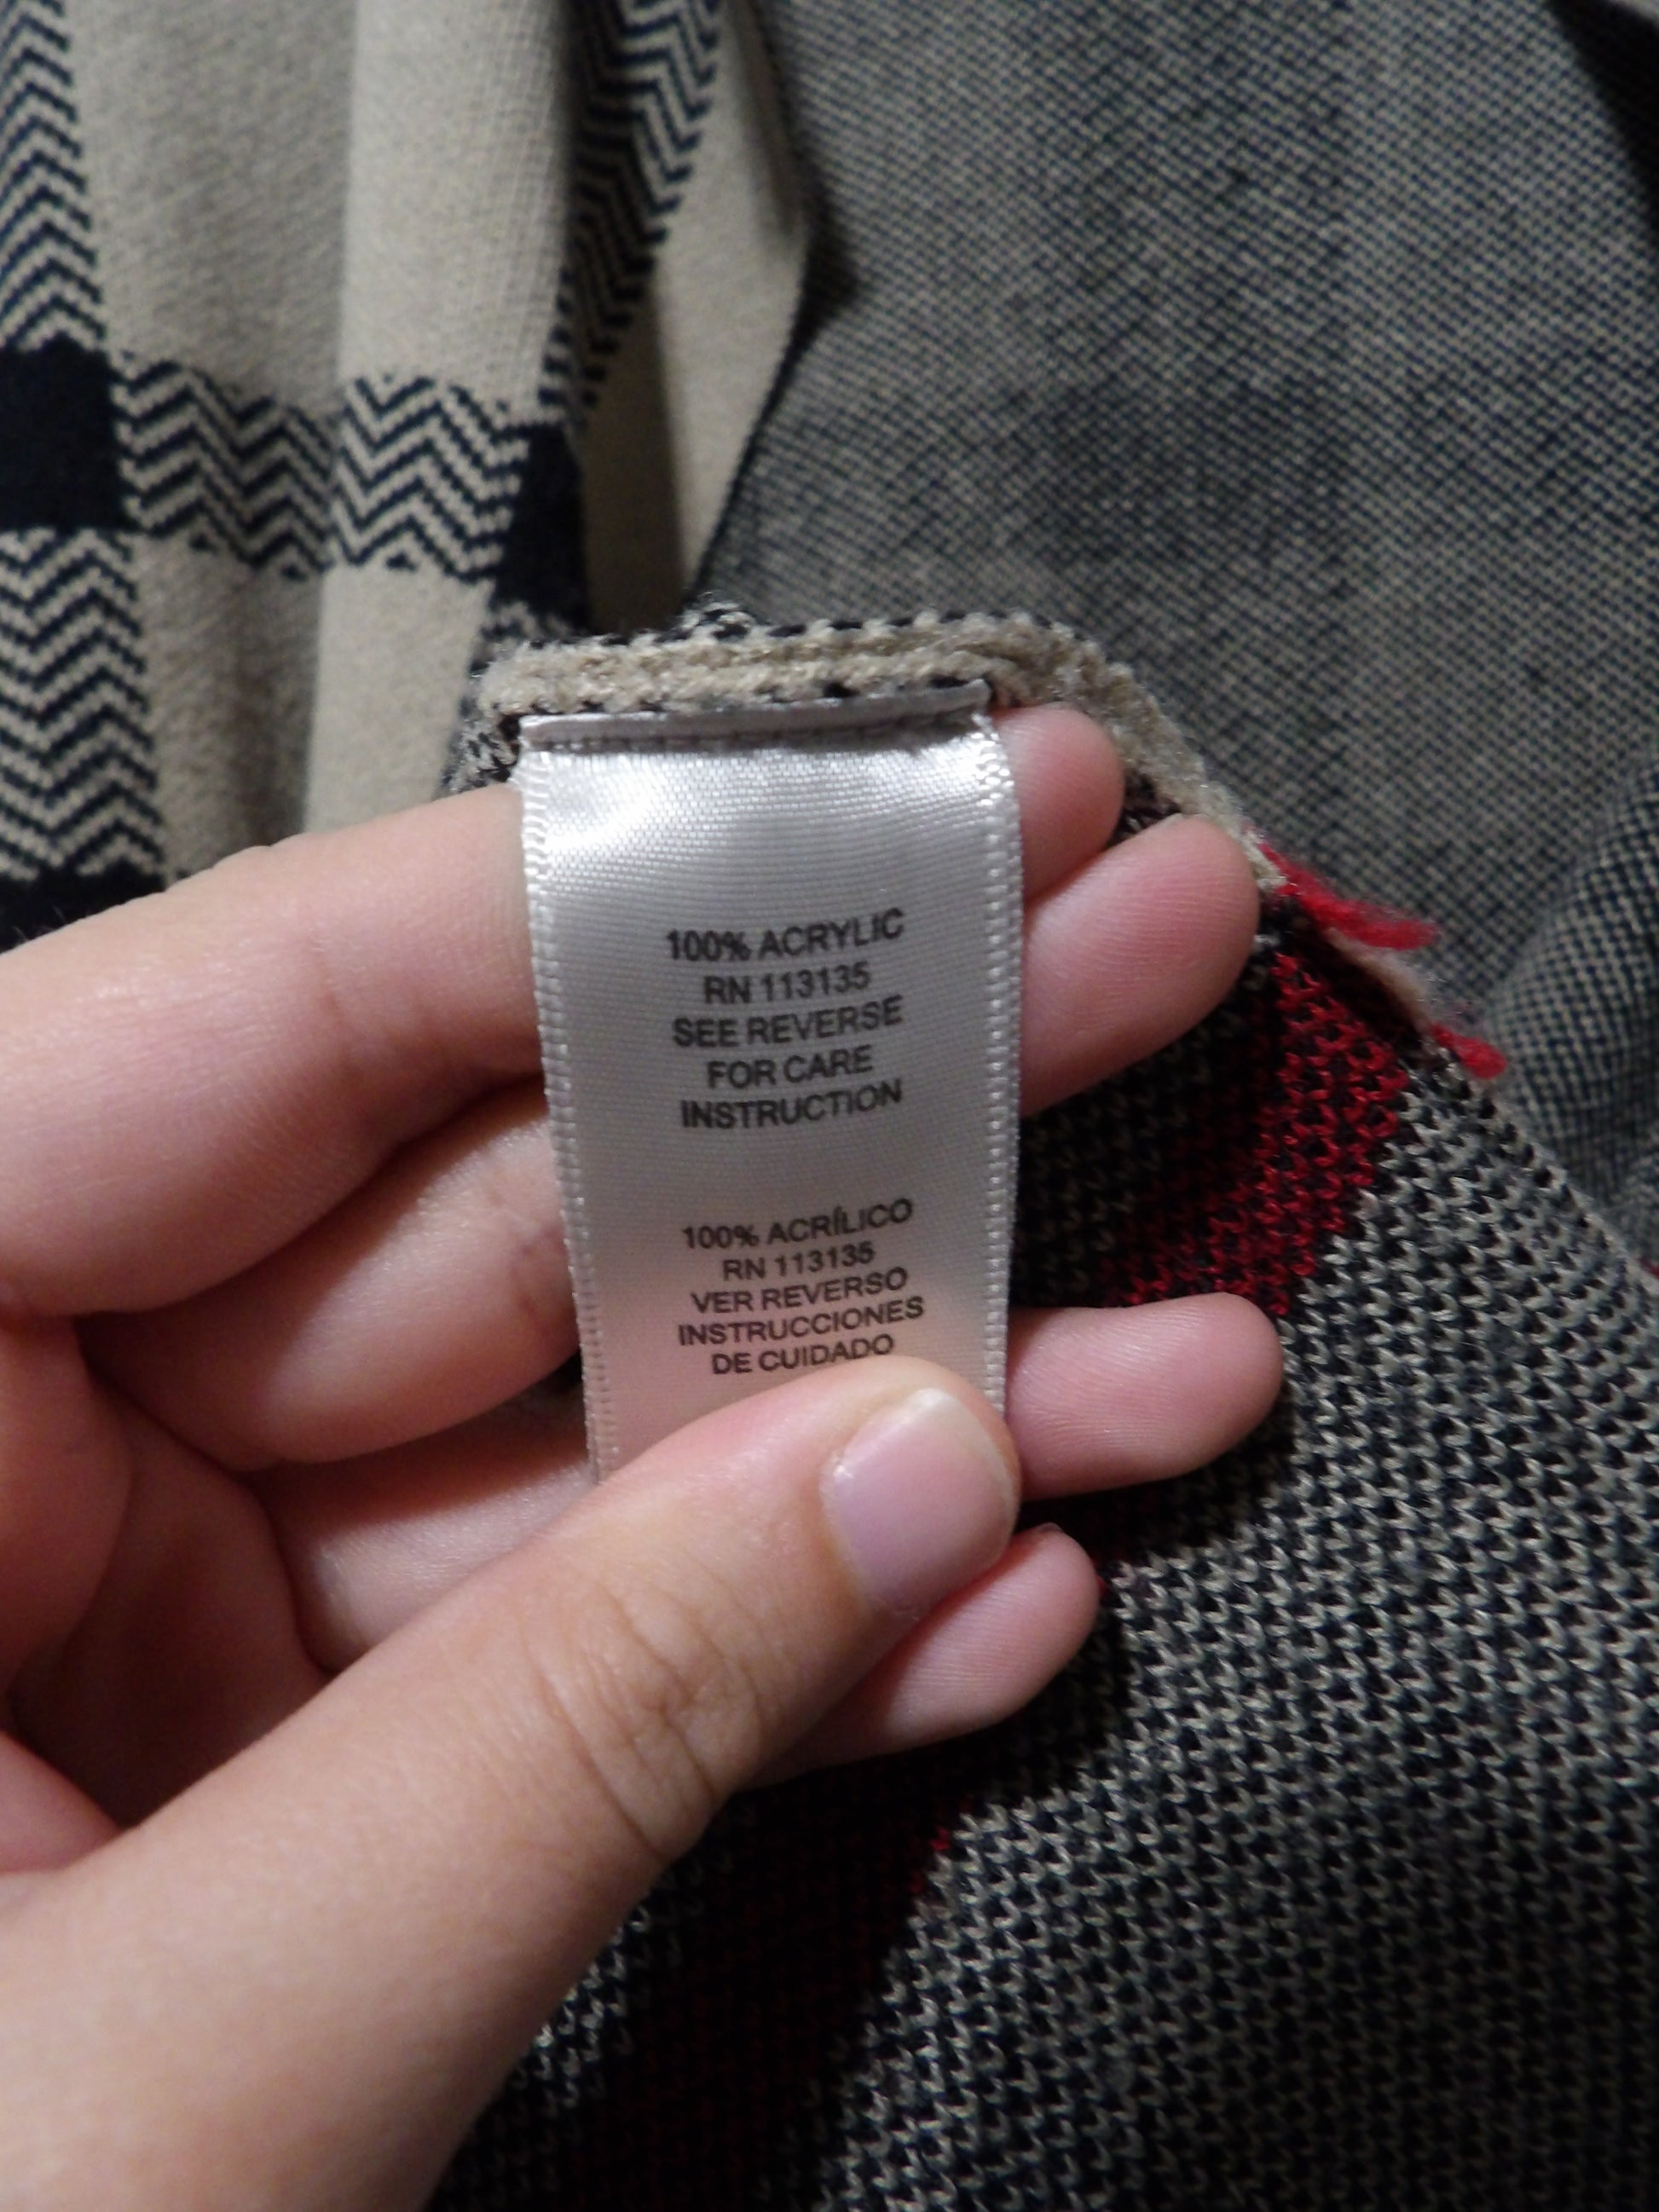 100% ACRYLIC
RN 113135
SEE REVERSE
FOR CARE
INSTRUCTION
100% ACRÍLICO
RN 113135
VER REVERSO
INSTRUCCIONES
DE CUIDADO